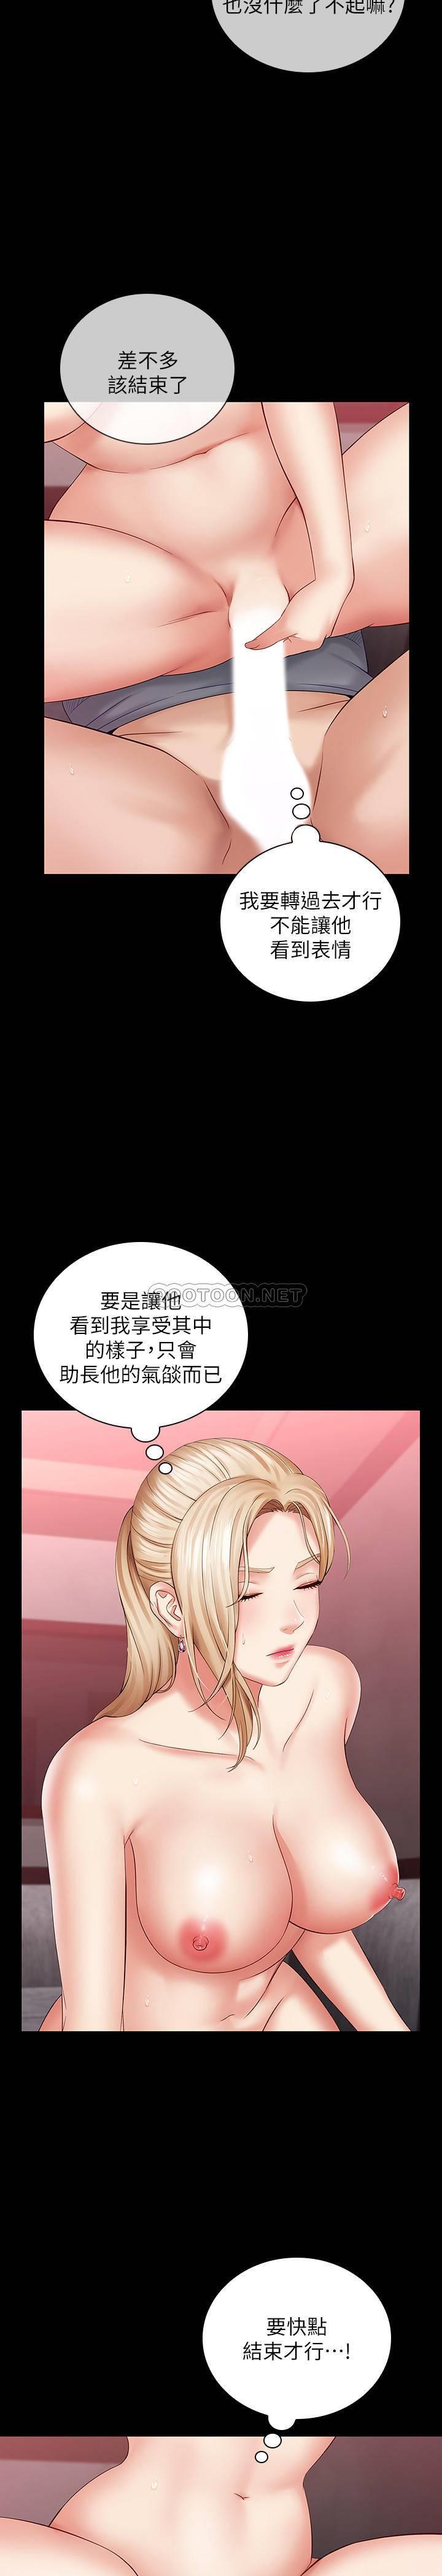 也沒什麼了不起嘛?
差不多
該結束了
我要轉過去才行
不能讓他
看到表情
TOPTOON.NET
要是讓他
看到我享受其中
的樣子,只會
助長他的氣燄而已
要快點
結束才行…!